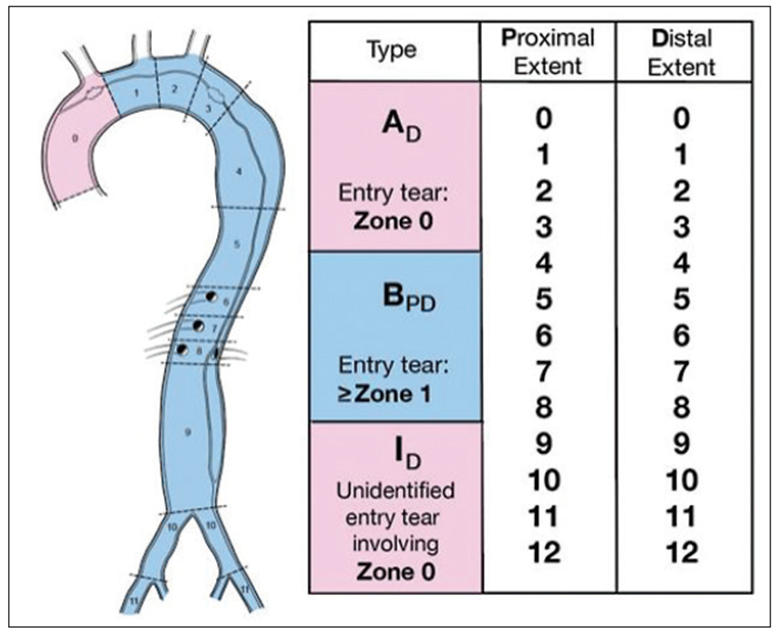 0
1
2
3
4
5
6
7
8
9
10 10
11 11
Type
Proximal
Extent
Distal
Extent
AD
Entry tear:
Zone 0
BPD
Entry tear:
≥Zone 1
ID
Unidentified
entry tear
involving
Zone 0
0 0
1 1
2 2
3 3
4 4
5 5
6 6
7 7
8 8
9 9
10 10
11 11
12 12